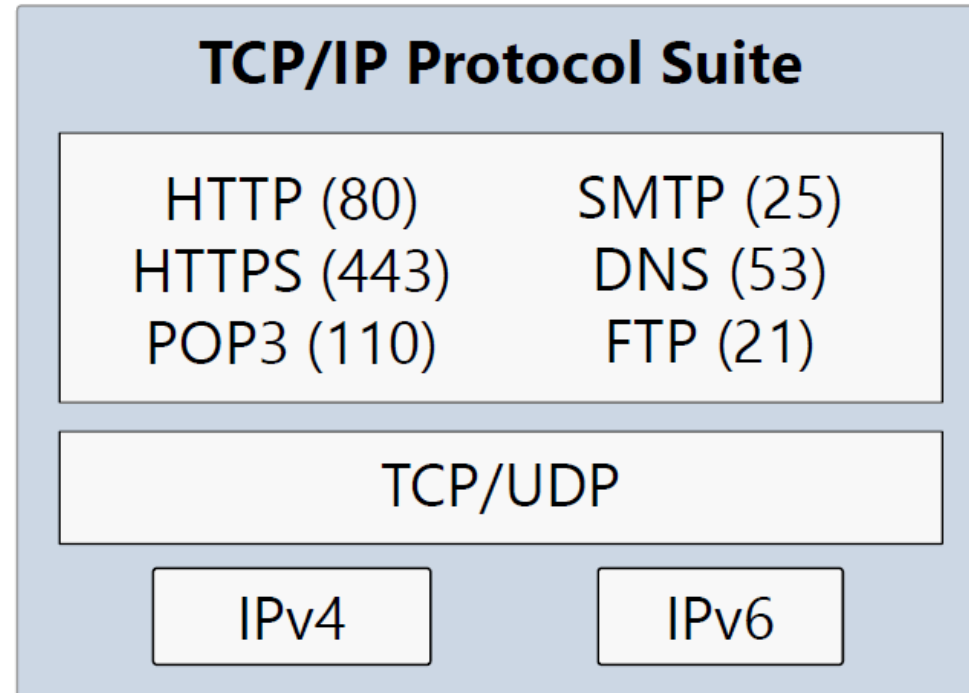 TCP/IP Protocol Suite
HTTP (80)
HTTPS (443)
POP3 (110)
SMTP (25)
DNS (53)
FTP (21)
TCP/UDP
IPv4
IPv6